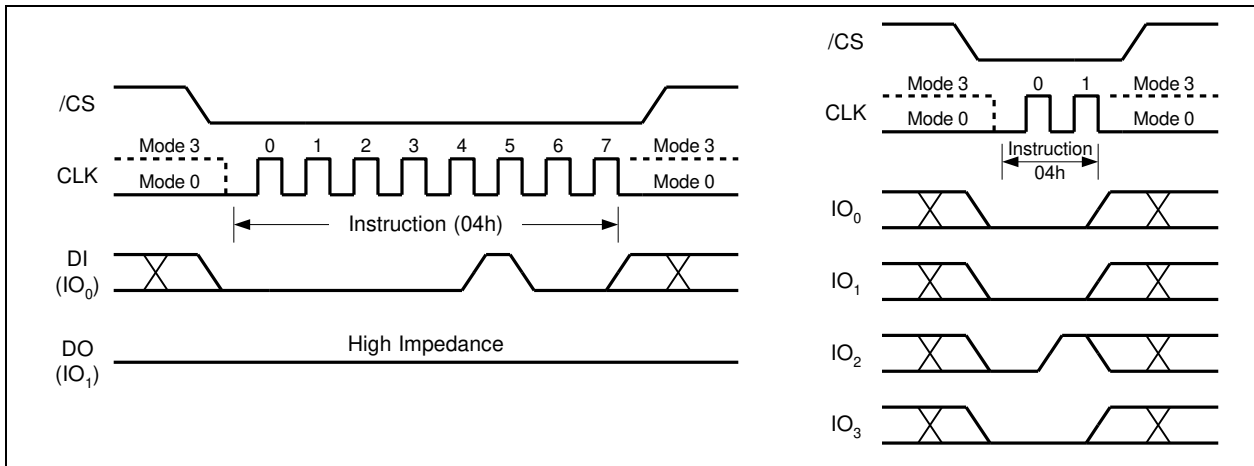 /CS
Mode 3 0 1 2 3 4 5 6 7 Mode 3
CLK
Mode 0 Mode 0
Instruction (04h)
DI
(IO0)
High Impedance
DO
(IO1)
/CS
Mode 3 0 1 Mode 3
CLK
Mode 0 Mode 0
Instruction
04h
IO0
IO1
IO2
IO3